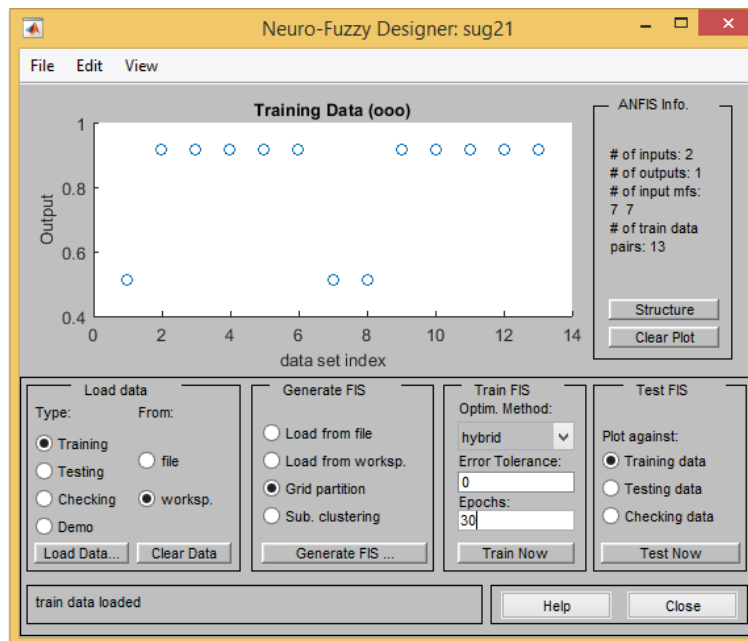 Neuro-Fuzzy Designer: sug21
File Edit View
Training Data (ooo)
1
0.8
0.6
0.4
Output
0 2 4 6 8 10 12 14
data set index
ANFIS Info.
# of inputs: 2
# of outputs: 1
# of input mfs:
7 7
# of train data
pairs: 13
Structure
Clear Plot
Load data
Type: From:
Training
Testing
Checking
Demo
file
worksp.
Load Data... Clear Data
Generate FIS
Load from file
Load from worksp.
Grid partition
Sub. clustering
Generate FIS ...
Train FIS
Optim. Method:
hybrid
Error Tolerance:
0
Epochs:
30
Train Now
Test FIS
Plot against:
Training data
Testing data
Checking data
Test Now
train data loaded
Help Close